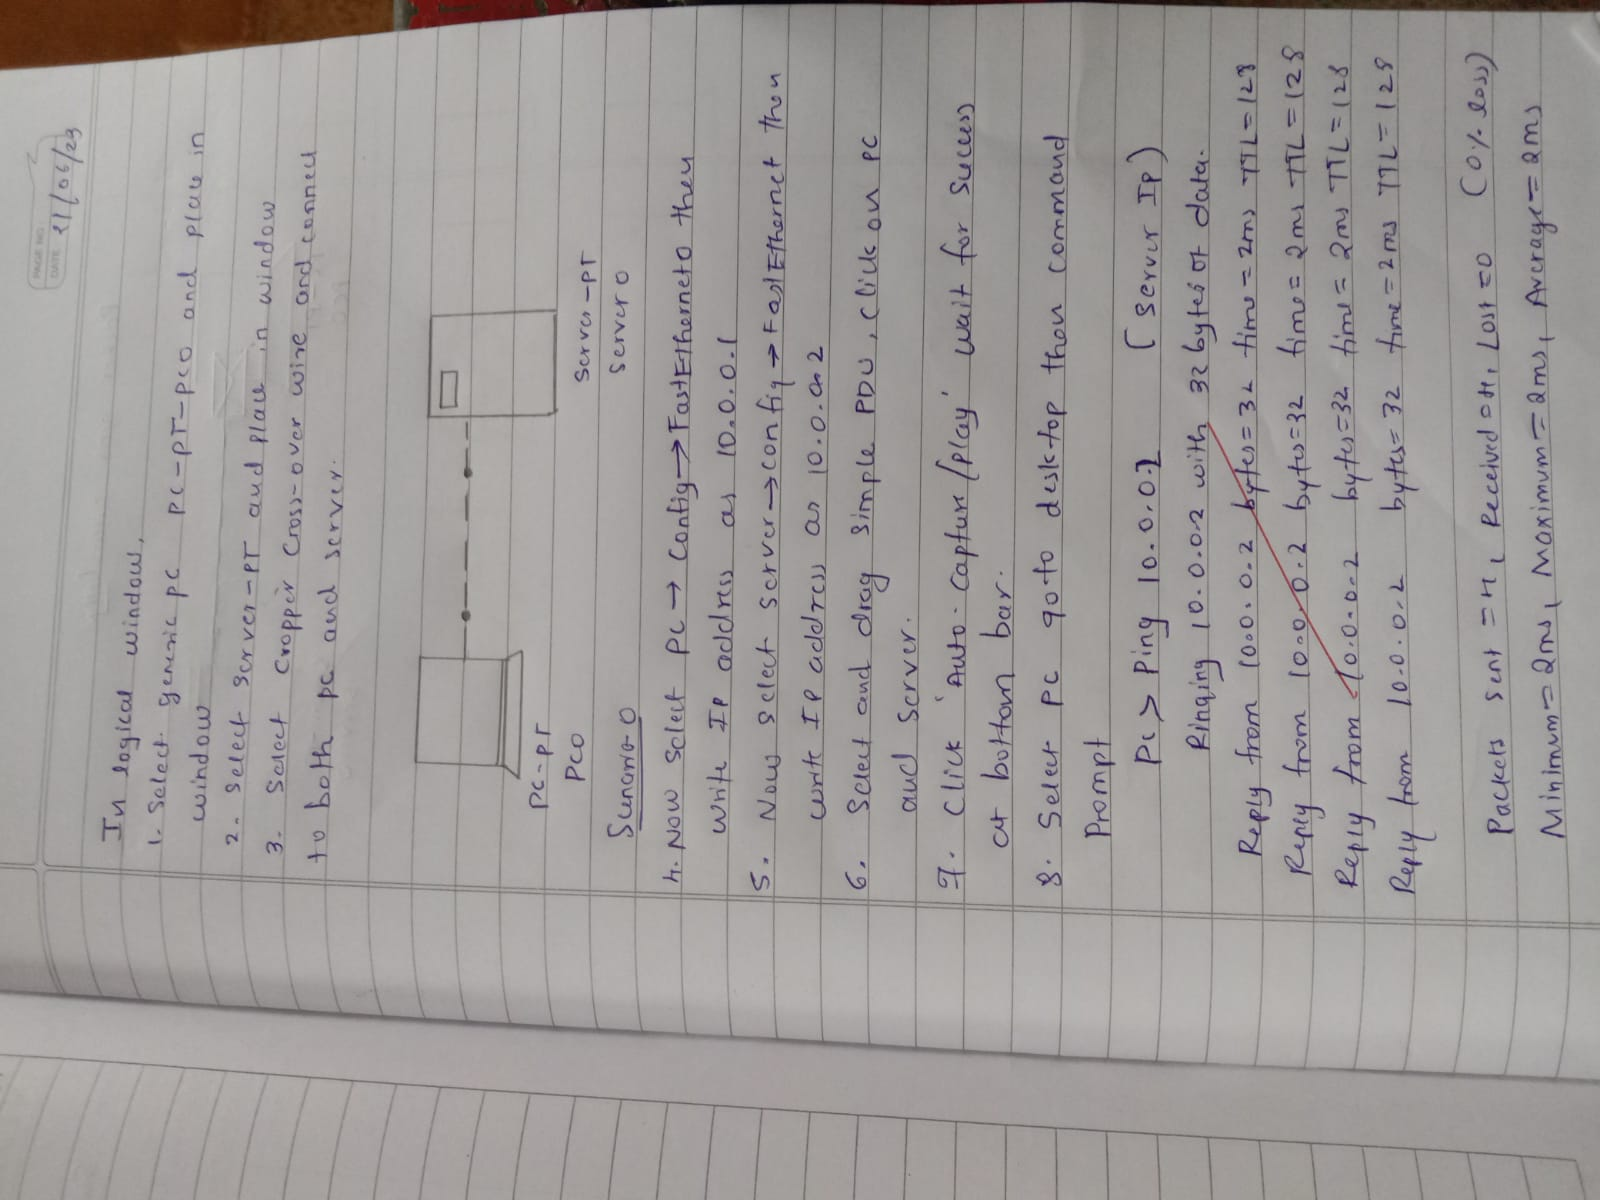 PAGE NO.
DATE 21/06/23
In logical window,
1. Select generic pc pc-PT-PC0 and place in
window
2. Select Server-PT and place in window
3. Select Cropper Cross-over wire and connect
to both pc and server.
PC-PT
PC0
Server-PT
Server0
Scenario 0
4. Now select PC → Config → FastEthernet0 then
write IP address as 10.0.0.1
5. Now select server → config → FastEthernet then
write IP address as 10.0.0.2
6. Select and drag simple PDU, click on PC
and server.
7. Click 'Auto capture/play' wait for success
at bottom bar.
8. Select PC goto desktop then command
Prompt
PC > Ping 10.0.0.2 (Server IP)
Pinging 10.0.0.2 with 32 bytes of data.
Reply from 10.0.0.2 bytes=32 time=2ms TTL=128
Reply from 10.0.0.2 bytes=32 time=2ms TTL=128
Reply from 10.0.0.2 bytes=32 time=2ms TTL=128
Reply from 10.0.0.2 bytes=32 time=2ms TTL=128
Packets sent=4, Received=4, Lost=0 (0% loss)
Minimum=2ms, Maximum=2ms, Average=2ms